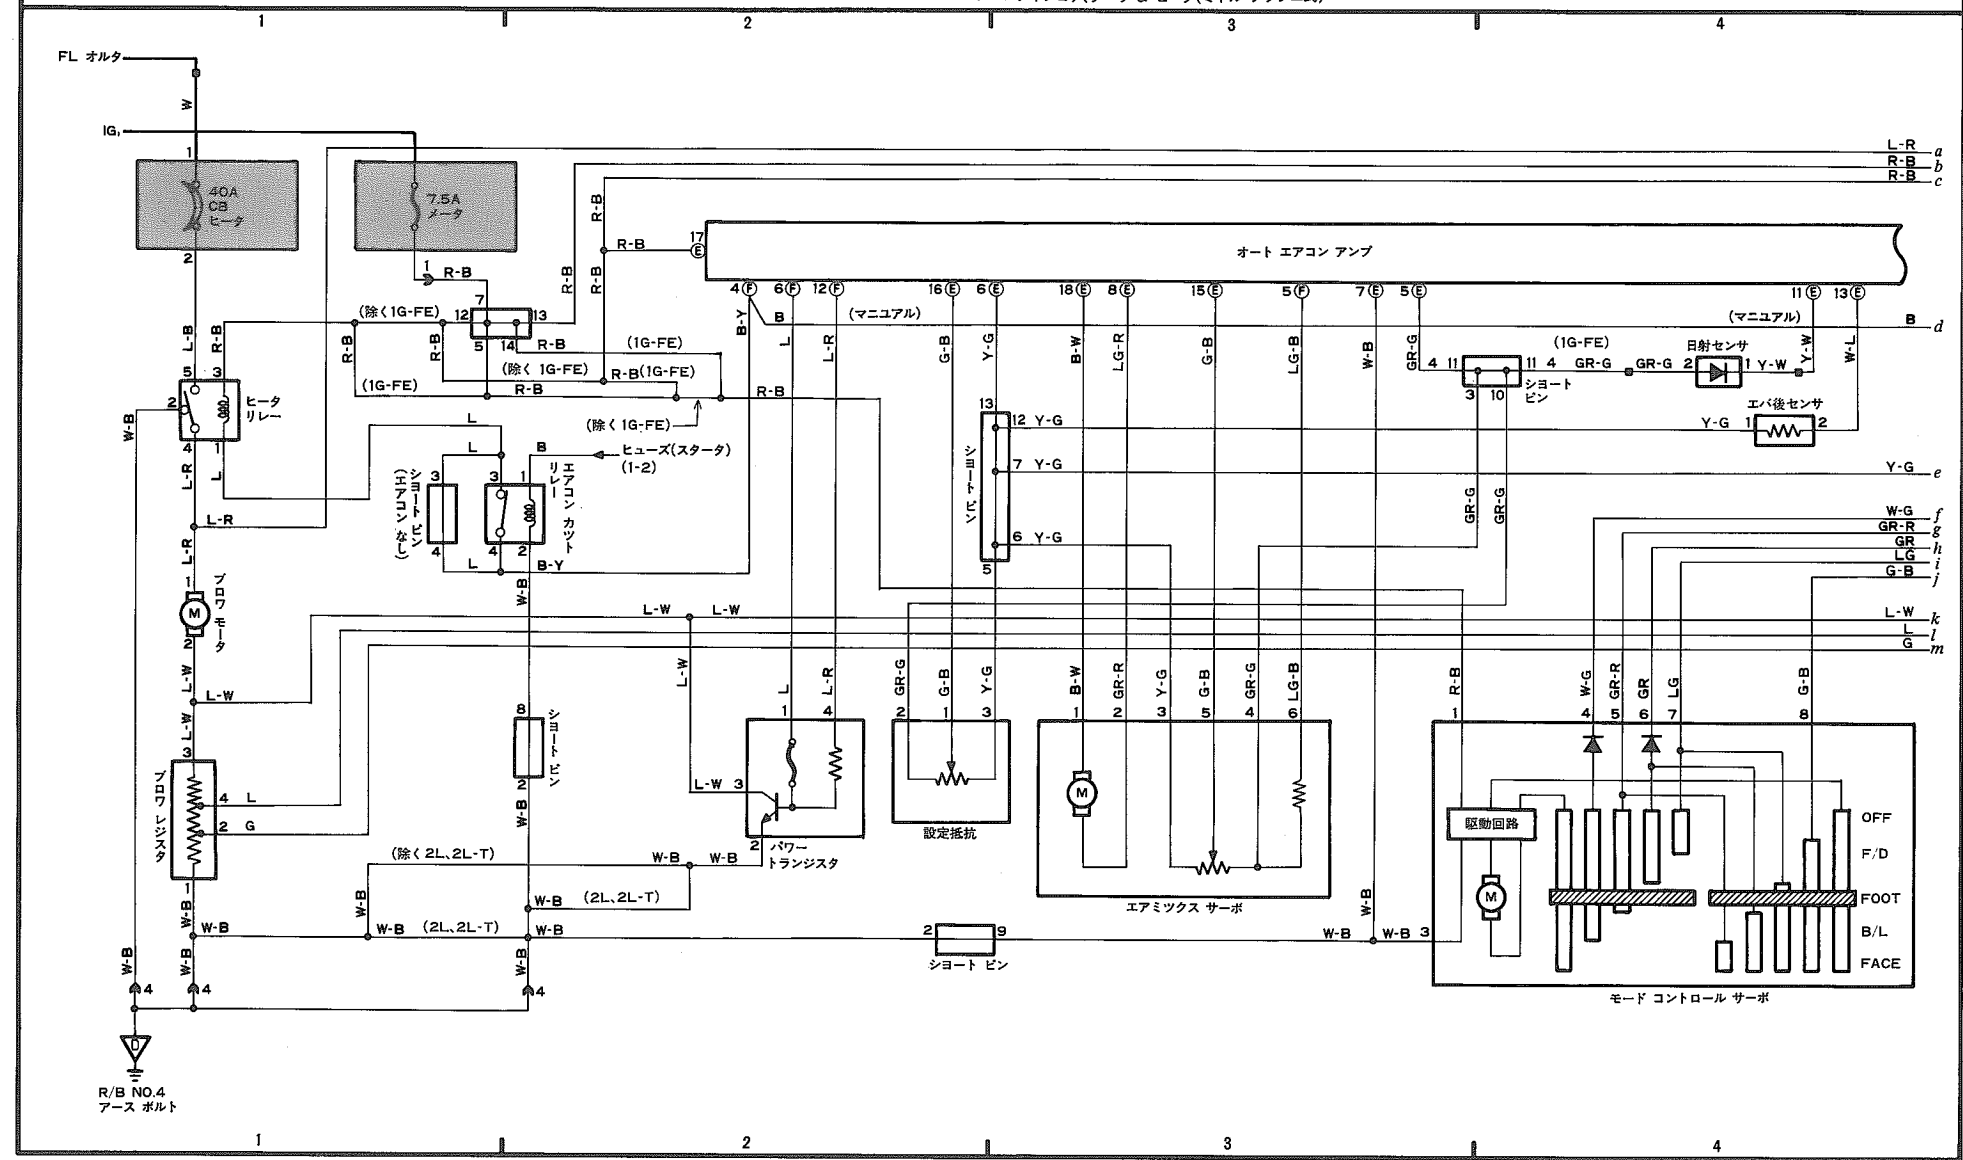 1
2
3
4
FL オルタ
W
IG,
1
40A
CB
ヒータ
2
7.5A
メータ
1
R-B
L-R a
R-B b
R-B c
R-B
R-B
R-B
R-B
17 E
オート エアコン アンプ
4 F
6 F
12 F
16 E
6 E
18 E
8 E
15 E
5 F
7 E
5 E
11 E
13 E
7
12
13
5
14
(除く1G-FE)
R-B
R-B
R-B
(1G-FE)
(除く 1G-FE)
R-B(1G-FE)
(1G-FE)
R-B
R-B
(除く1G-FE)
L-B
R-B
5
3
2
4
1
ヒータ
リレー
W-B
L-R
L
L-R
L-R
B-Y
B
(マニュアル)
(マニュアル)
B d
L
L-R
G-B
Y-G
B-W
LG-R
G-B
LG-B
W-B
GR-G
4 11
11 4
3
10
ショート
ピン
(1G-FE)
GR-G
GR-G
日射センサ
2
1
Y-W
Y-W
W-L
エバ後センサ
Y-G
1
2
L
L
B
ヒューズ(スタータ)
(1-2)
3
4
ショート ピン
(エアコン なし)
3
1
4
2
エアコン カット
リレー
L
B-Y
W-B
13
12 Y-G
7 Y-G
6 Y-G
5
ショート ピン
Y-G e
GR-G
GR-G
W-G f
GR-R g
GR h
LG i
G-B j
L-W k
L l
G m
1
2
M
ブロワ モータ
L-W
L-W
L-W
L-W
L-W
L-W
3
4 L
2 G
1
ブロワ レジスタ
8
2
ショート ピン
W-B
L
L-R
1
4
L-W 3
2
パワー
トランジスタ
GR-G
G-B
Y-G
2
1
3
設定抵抗
B-W
GR-R
Y-G
G-B
GR-G
LG-B
1
2
3
5
4
6
M
エアミックス サーボ
R-B
W-G
GR-R
GR
LG
G-B
1
4
5
6
7
8
駆動回路
M
OFF
F/D
FOOT
B/L
FACE
モード コントロール サーボ
(除く 2L、2L-T)
W-B
W-B
W-B
W-B
(2L、2L-T)
W-B
W-B
W-B
(2L、2L-T)
W-B
2
9
ショート ピン
W-B
W-B
W-B 3
W-B
W-B
W-B
4
4
4
D
R/B NO.4
アース ボルト
1
2
3
4